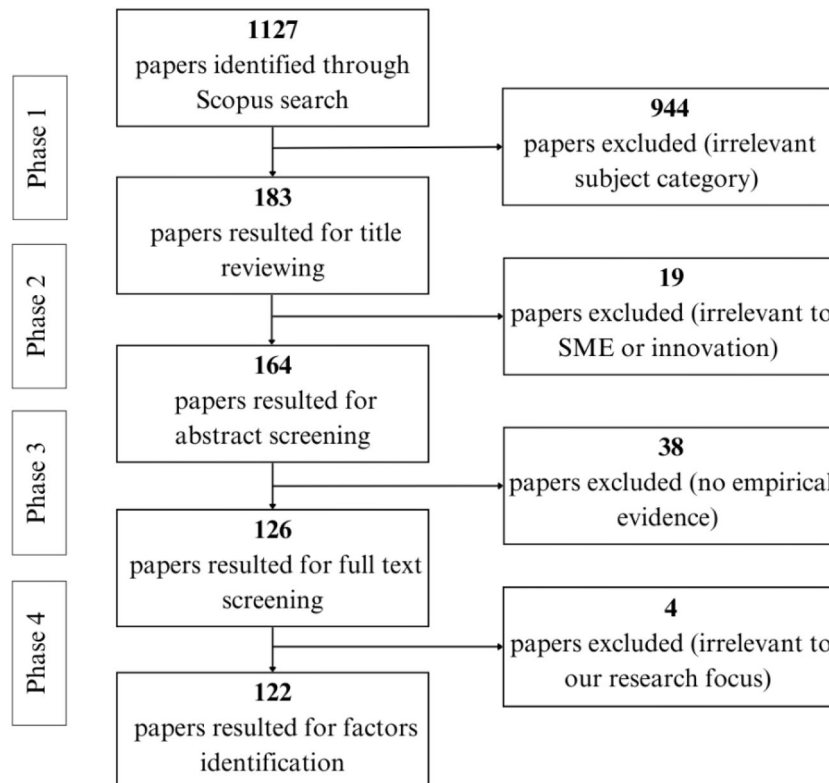 1127
papers identified through
Scopus search
Phase 1
944
papers excluded (irrelevant
subject category)
183
papers resulted for title
reviewing
Phase 2
19
papers excluded (irrelevant to
SME or innovation)
164
papers resulted for
abstract screening
Phase 3
38
papers excluded (no empirical
evidence)
126
papers resulted for full text
screening
Phase 4
4
papers excluded (irrelevant to
our research focus)
122
papers resulted for factors
identification